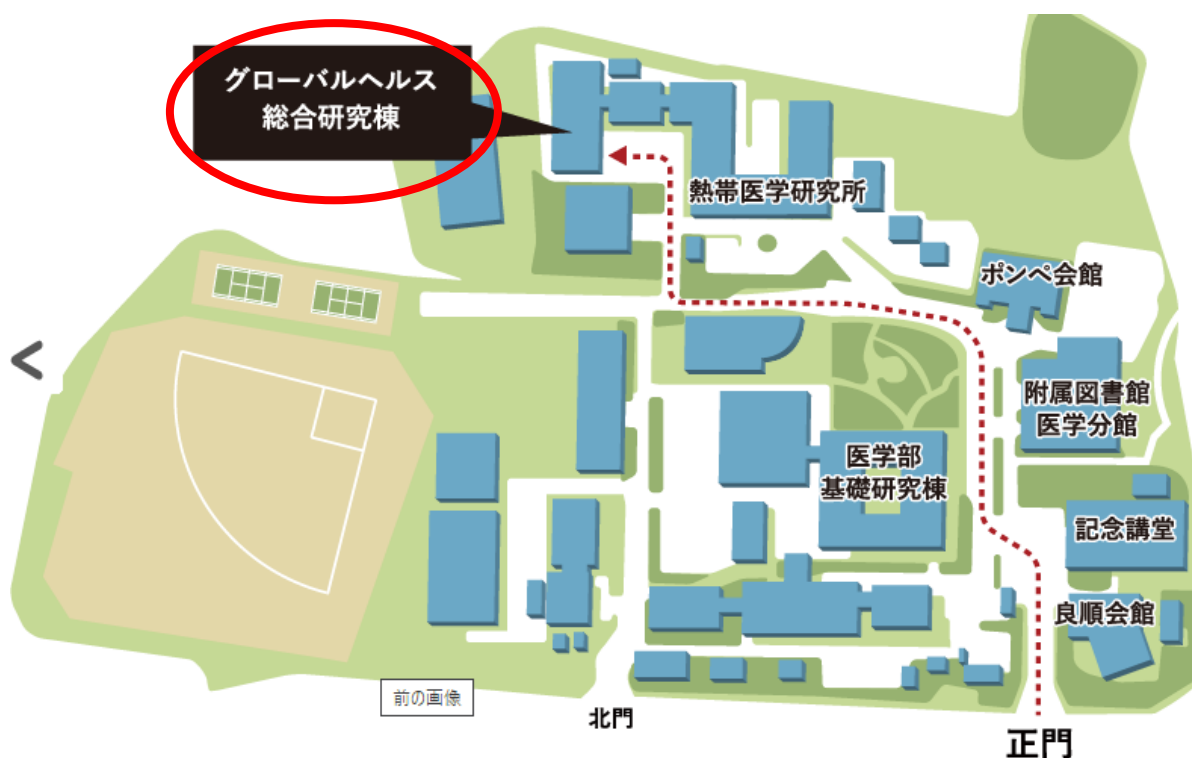 グローバルヘルス
総合研究棟
熱帯医学研究所
ポンペ会館
附属図書館
医学分館
医学部
基礎研究棟
記念講堂
良順会館
前の画像
北門
正門